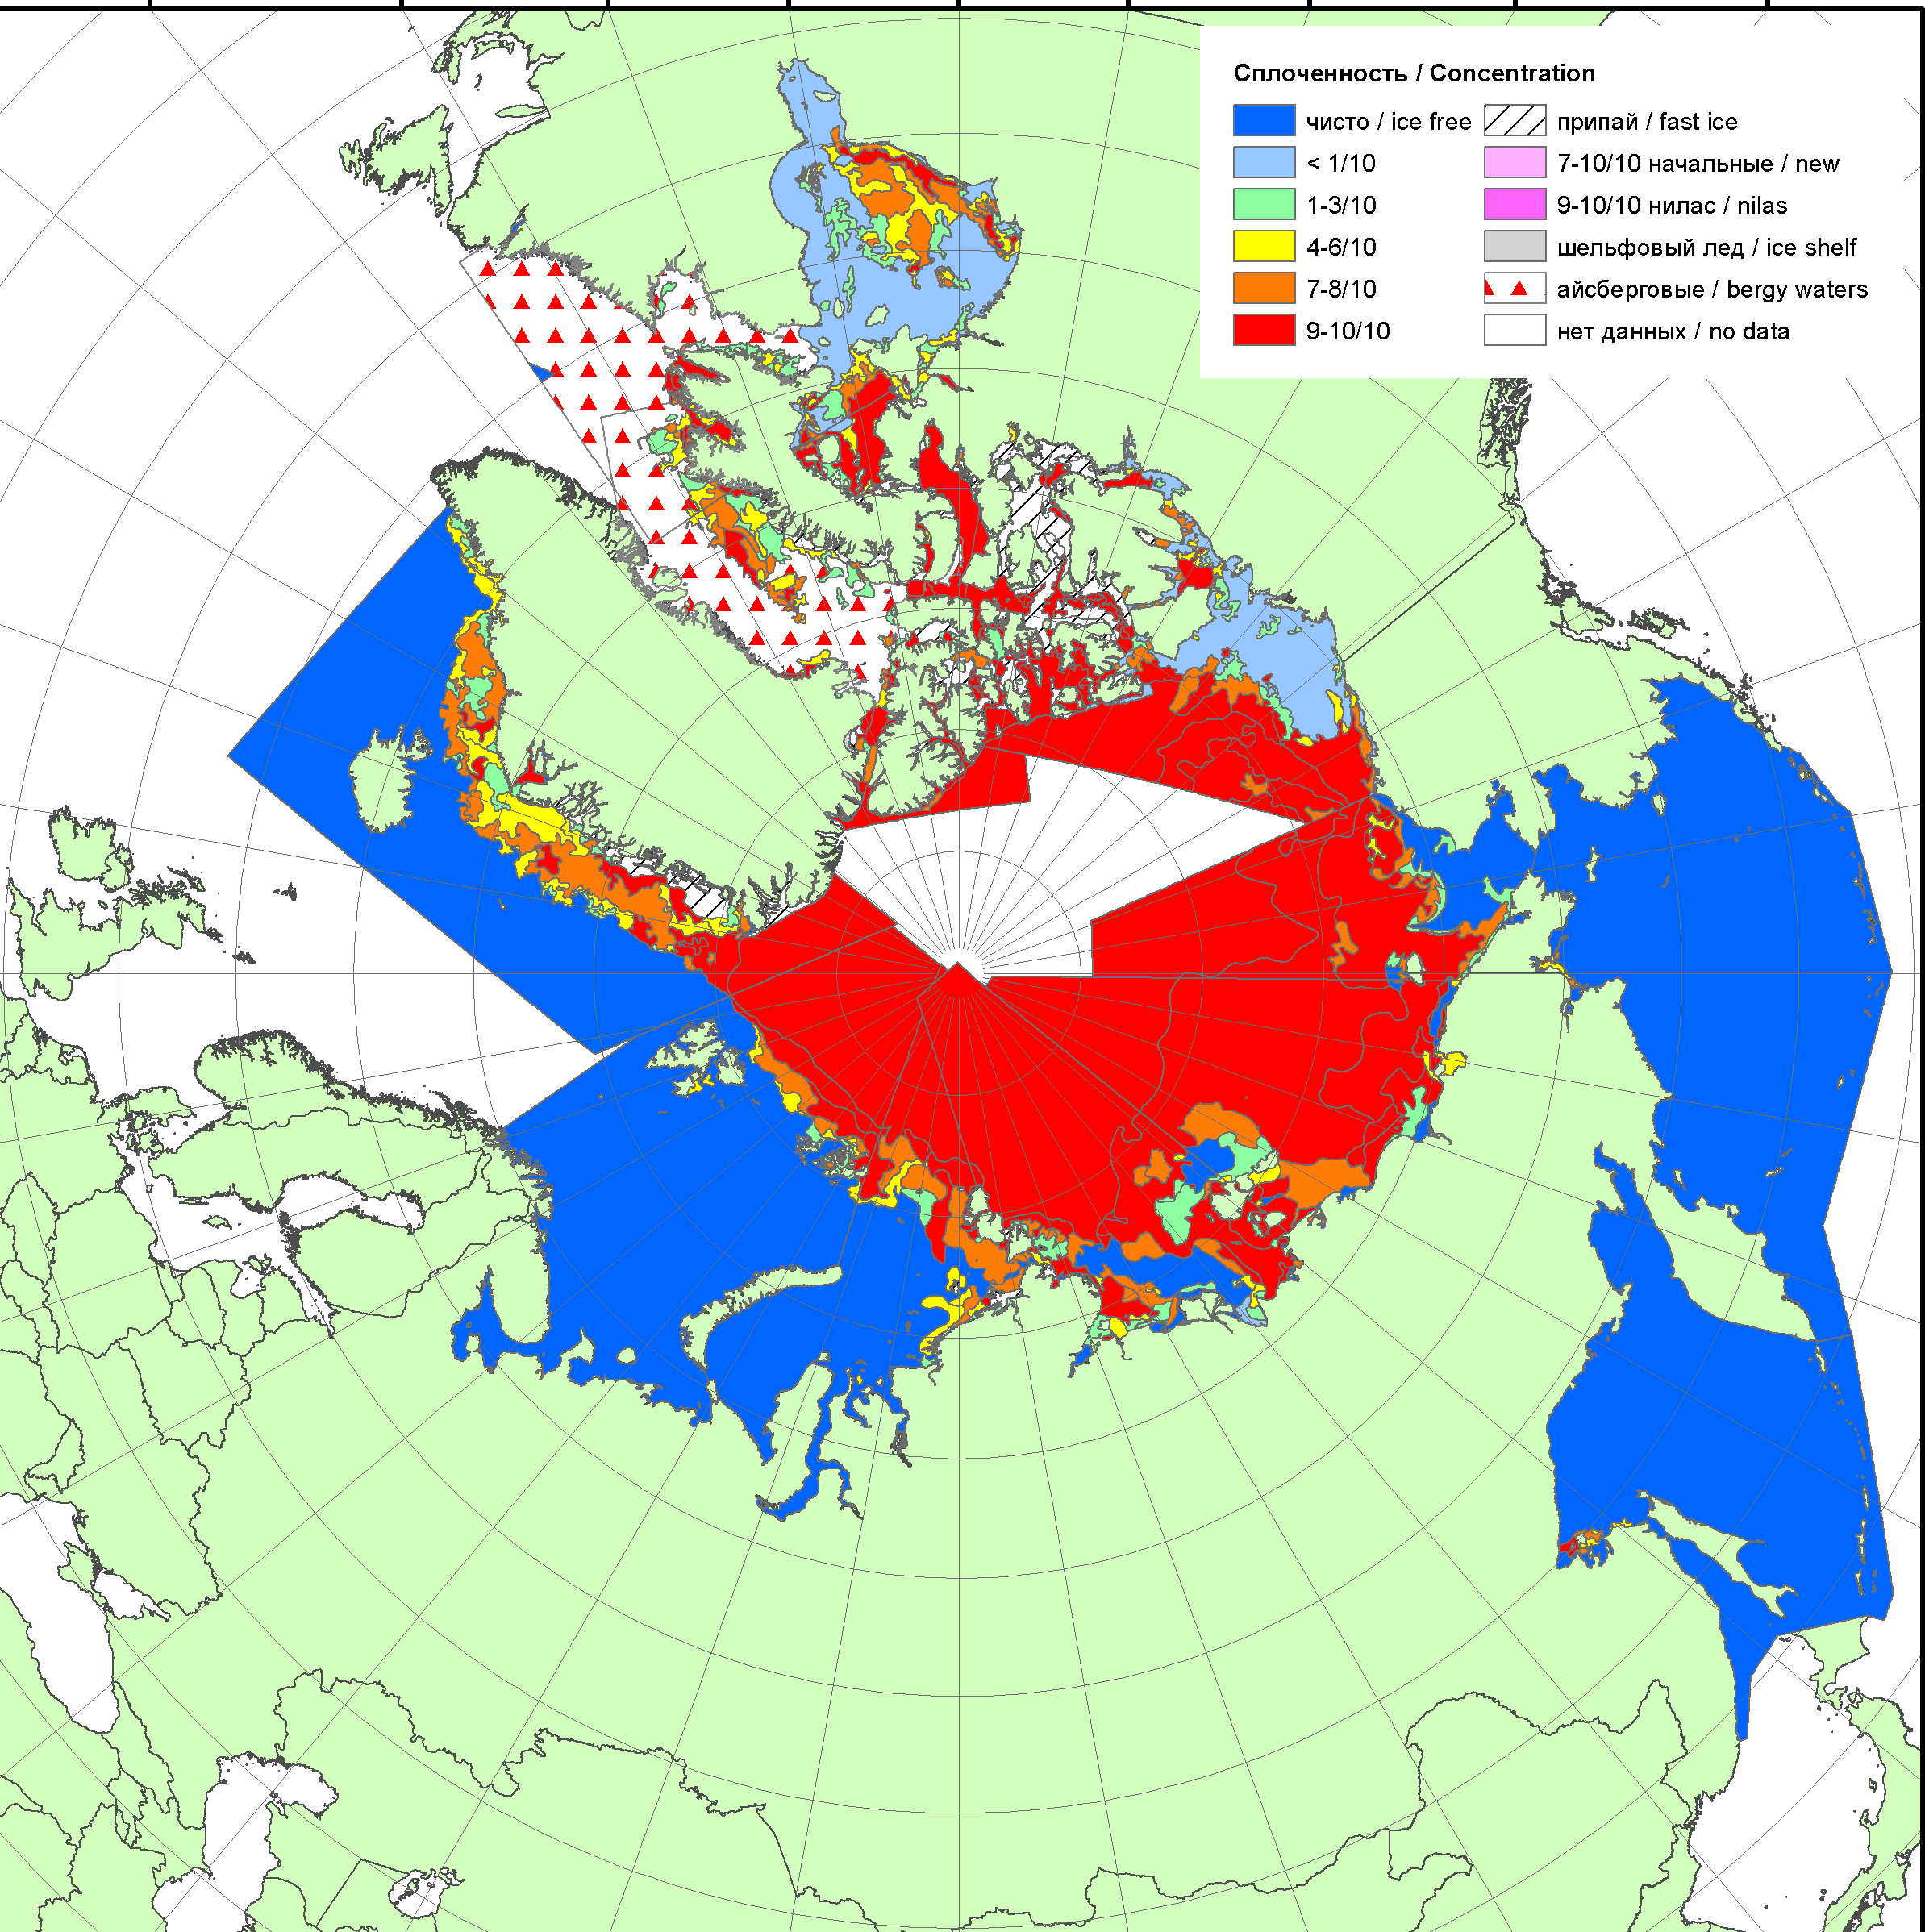 Сплоченность / Concentration
чисто / ice free
< 1/10
1-3/10
4-6/10
7-8/10
9-10/10
припай / fast ice
7-10/10 начальные / new
9-10/10 нилас / nilas
шельфовый лед / ice shelf
айсберговые / bergy waters
нет данных / no data